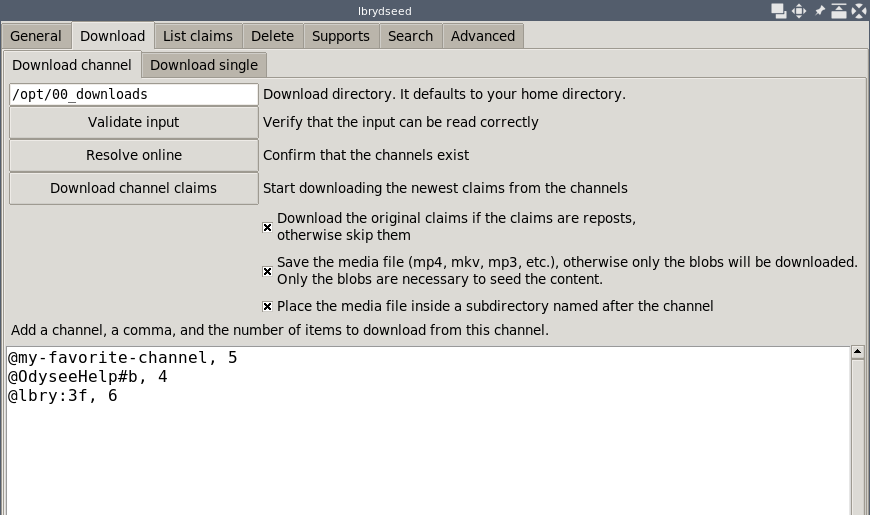 lbrydseed
General Download List claims Delete Supports Search Advanced
Download channel Download single
/opt/00_downloads Download directory. It defaults to your home directory.
Validate input Verify that the input can be read correctly
Resolve online Confirm that the channels exist
Download channel claims Start downloading the newest claims from the channels
Download the original claims if the claims are reposts,
otherwise skip them
Save the media file (mp4, mkv, mp3, etc.), otherwise only the blobs will be downloaded.
Only the blobs are necessary to seed the content.
Place the media file inside a subdirectory named after the channel
Add a channel, a comma, and the number of items to download from this channel.
@my-favorite-channel, 5
@OdyseeHelp#b, 4
@lbry:3f, 6